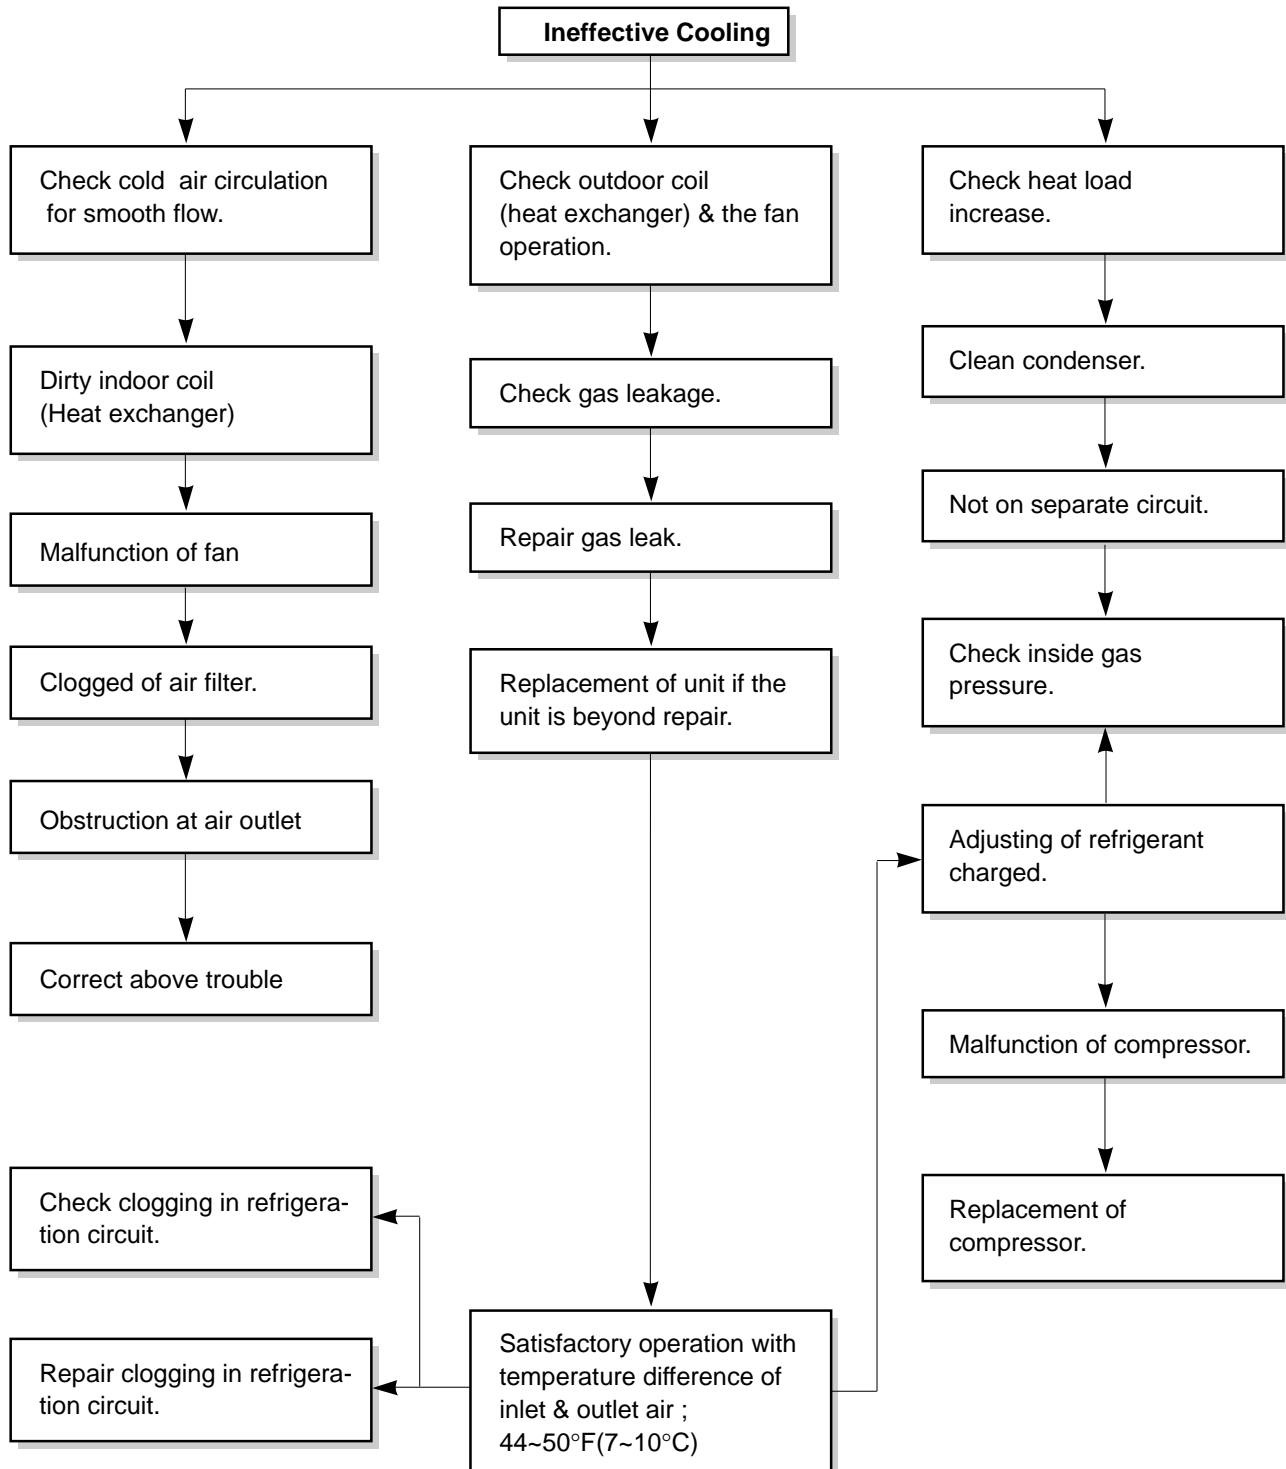 Ineffective Cooling
Check cold air circulation
for smooth flow.
Dirty indoor coil
(Heat exchanger)
Malfunction of fan
Clogged of air filter.
Obstruction at air outlet
Correct above trouble
Check clogging in refrigera-
tion circuit.
Repair clogging in refrigera-
tion circuit.
Check outdoor coil
(heat exchanger) & the fan
operation.
Check gas leakage.
Repair gas leak.
Replacement of unit if the
unit is beyond repair.
Satisfactory operation with
temperature difference of
inlet & outlet air ;
44~50°F(7~10°C)
Check heat load
increase.
Clean condenser.
Not on separate circuit.
Check inside gas
pressure.
Adjusting of refrigerant
charged.
Malfunction of compressor.
Replacement of
compressor.